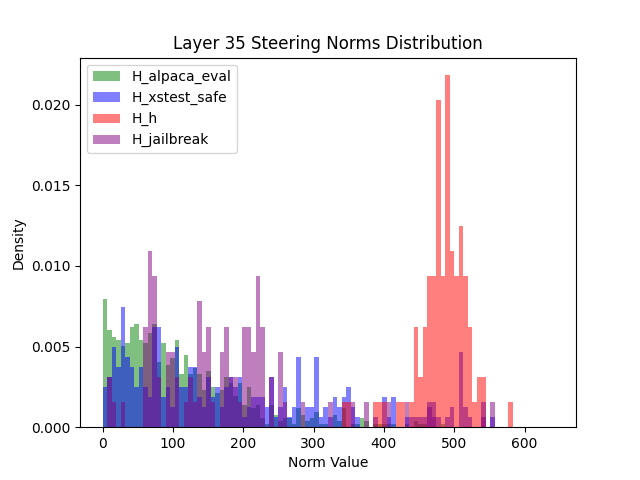 Layer 35 Steering Norms Distribution
H_alpaca_eval
H_xstest_safe
H_h
H_jailbreak
Density
0.020
0.015
0.010
0.005
0.000
0 100 200 300 400 500 600
Norm Value